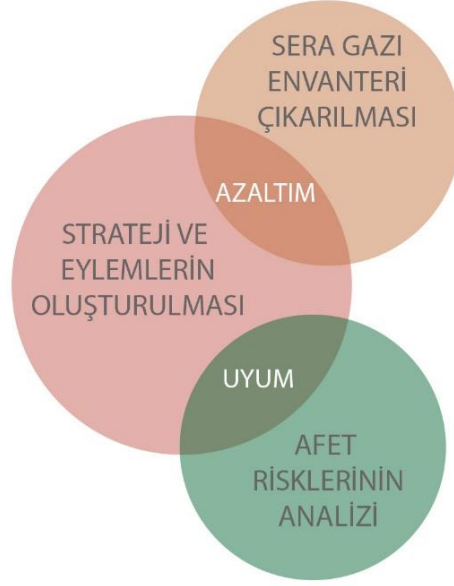 SERA GAZI
ENVANTERİ
ÇIKARILMASI
AZALTIM
STRATEJİ VE
EYLEMLERİN
OLUŞTURULMASI
UYUM
AFET
RİSKLERİNİN
ANALİZİ